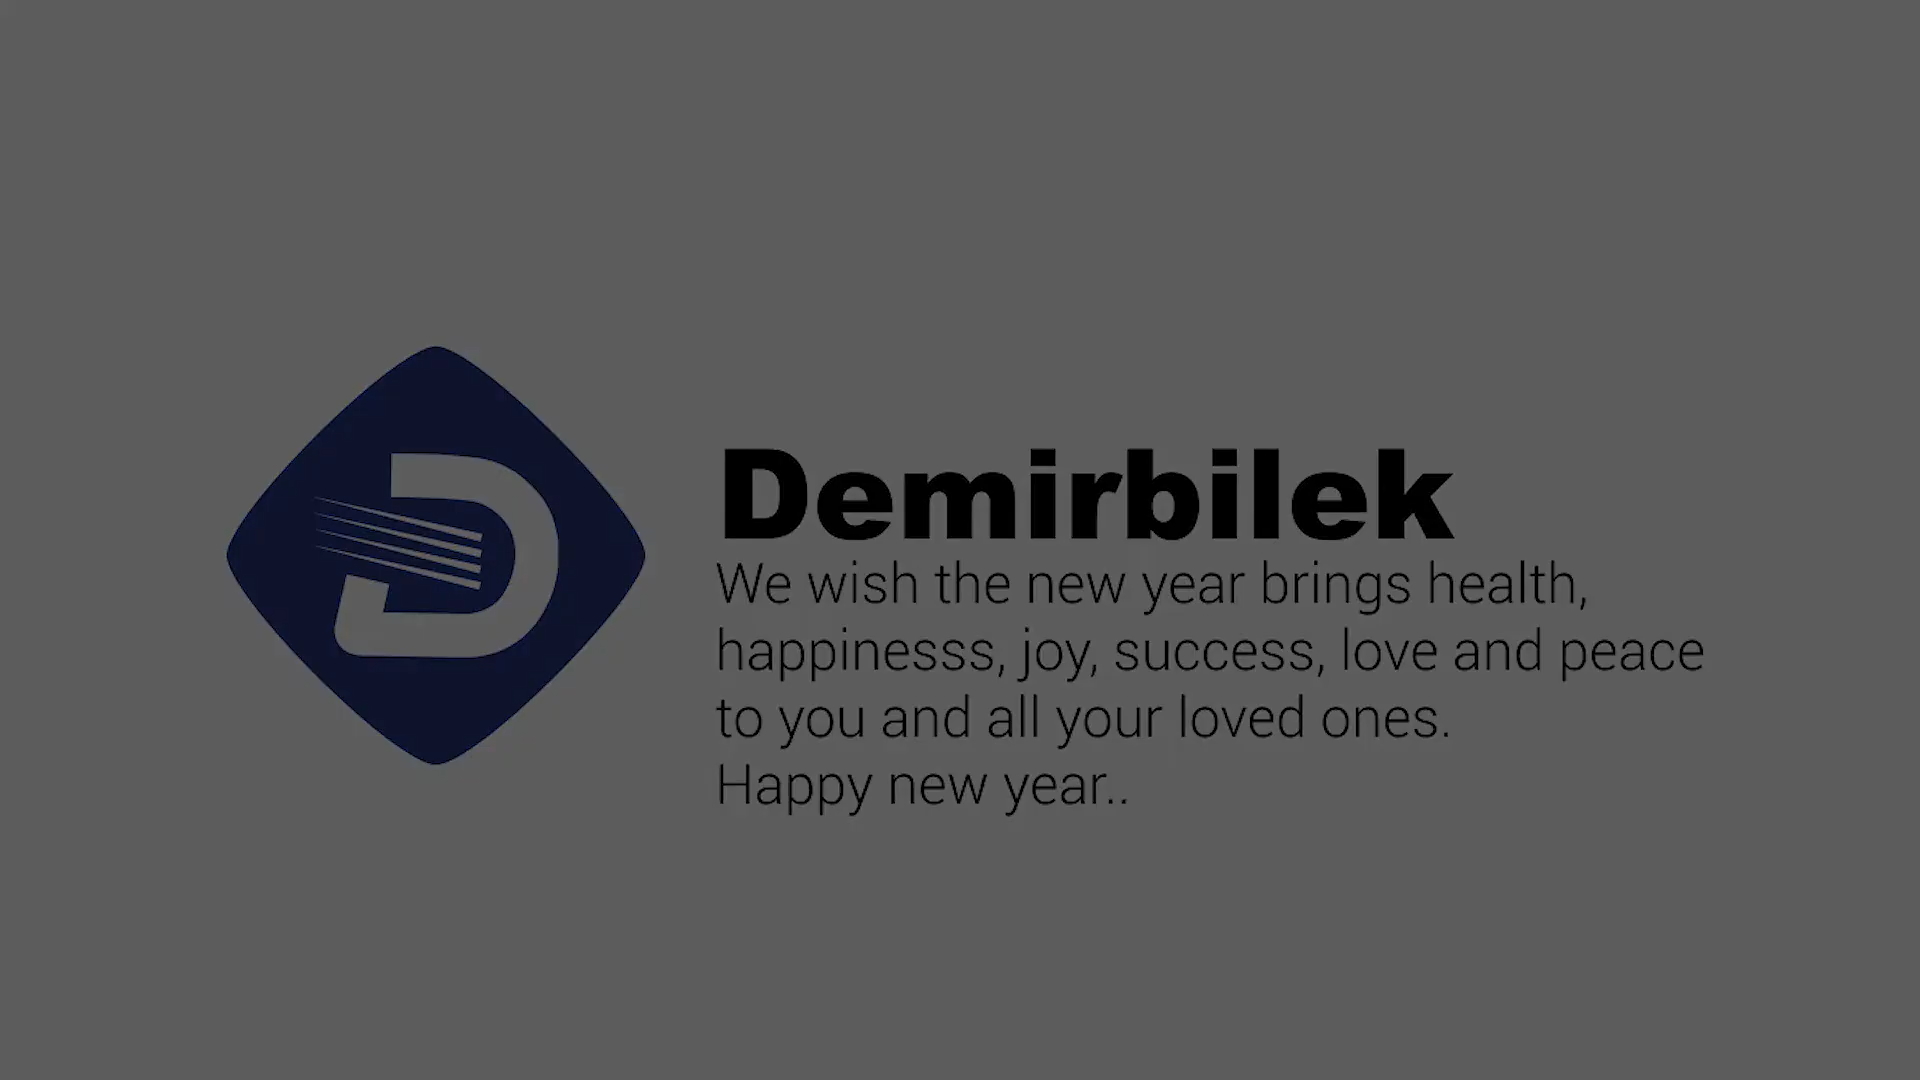 Demirbilek
We wish the new year brings health,
happinesss, joy, success, love and peace
to you and all your loved ones.
Happy new year..